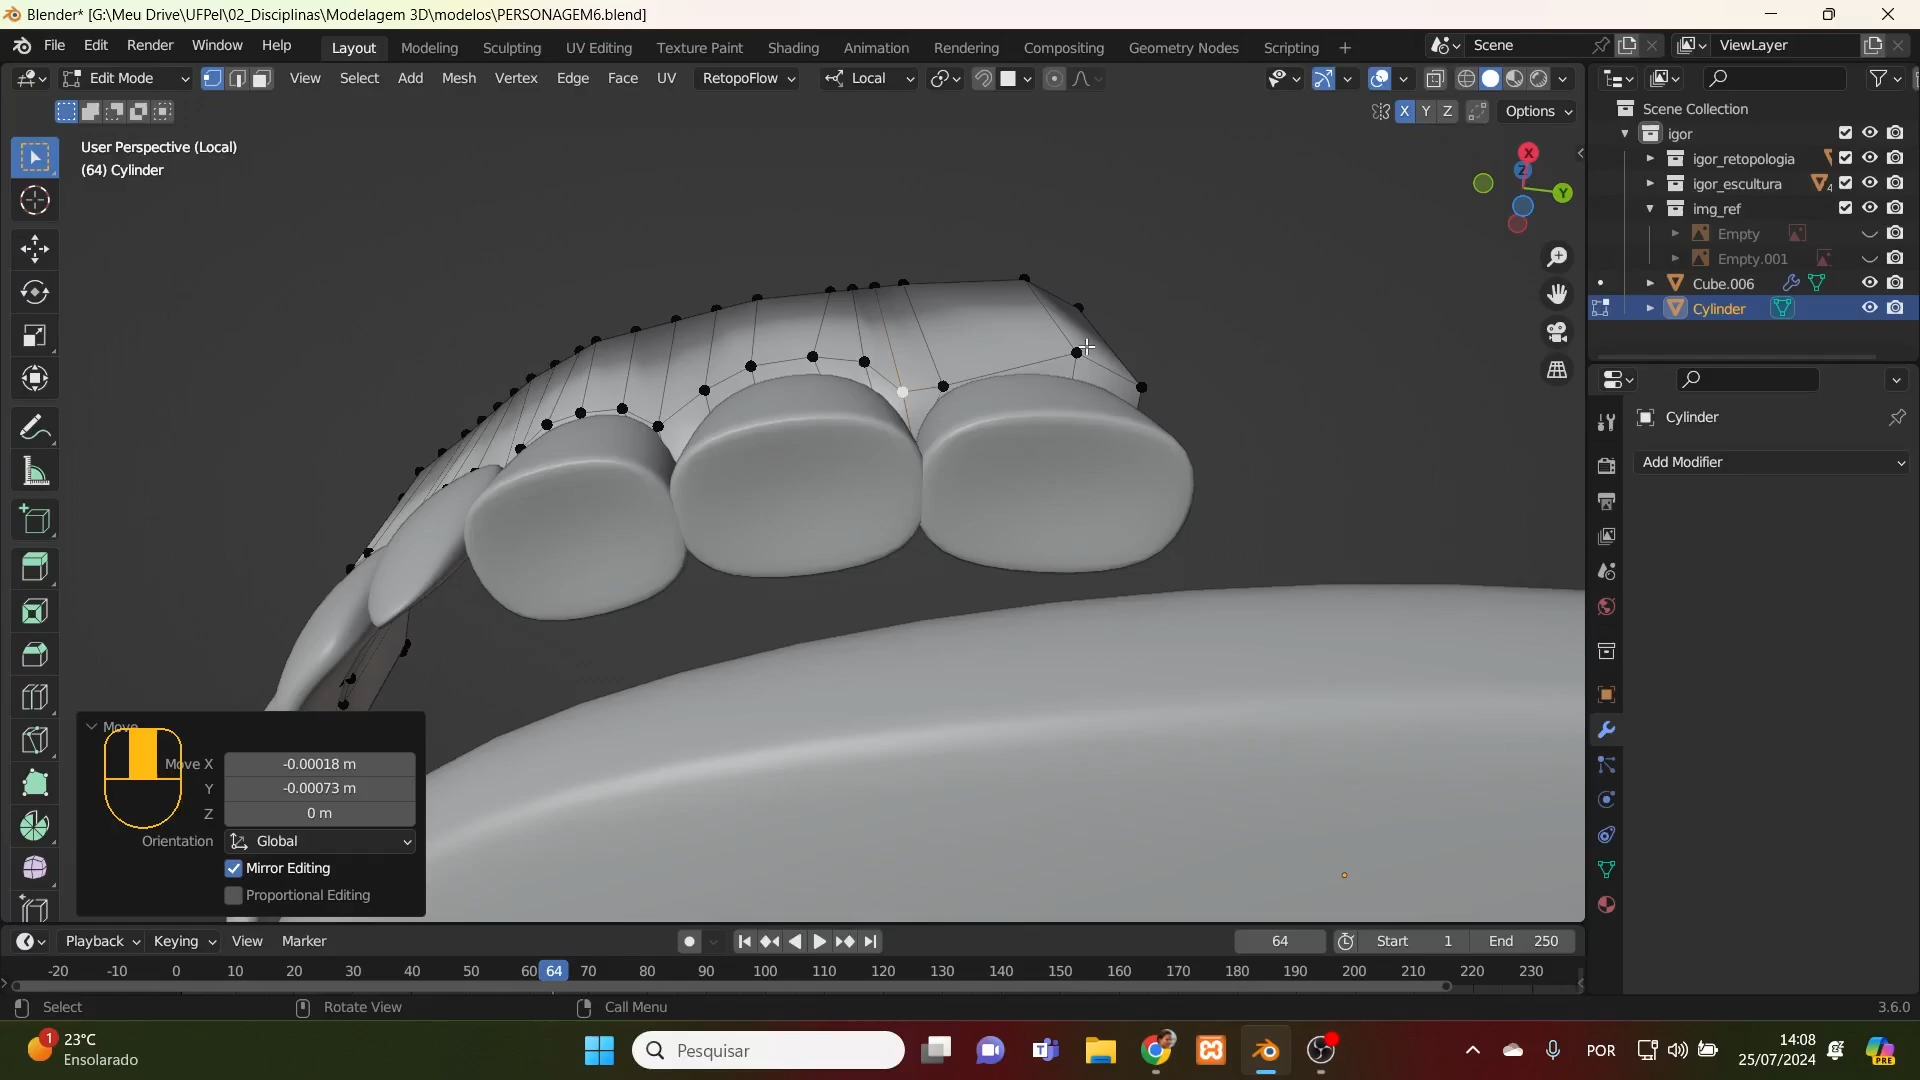 Blender* [G:\Meu Drive\UFPel\02_Disciplinas\Modelagem 3D\modelos\PERSONAGEM6.blend]
File Edit Render Window Help Layout Modeling Sculpting UV Editing Texture Paint Shading Animation Rendering Compositing Geometry Nodes Scripting + Scene ViewLayer
Edit Mode View Select Add Mesh Vertex Edge Face UV RetopoFlow Local
X Y Z Options
User Perspective (Local)
(64) Cylinder
X
Z
Y
Scene Collection
igor
igor_retopologia
igor_escultura 4
img_ref
Empty
Empty.001
Cube.006
Cylinder
Cylinder
Add Modifier
Move
Move X -0.00018 m
Y -0.00073 m
Z 0 m
Orientation Global
Mirror Editing
Proportional Editing
Playback Keying View Marker 64 Start 1 End 250
-20 -10 0 10 20 30 40 50 60 64 70 80 90 100 110 120 130 140 150 160 170 180 190 200 210 220 230
Select Rotate View Call Menu 3.6.0
1 23°C
Ensolarado
Pesquisar
POR
14:08
25/07/2024
PRE